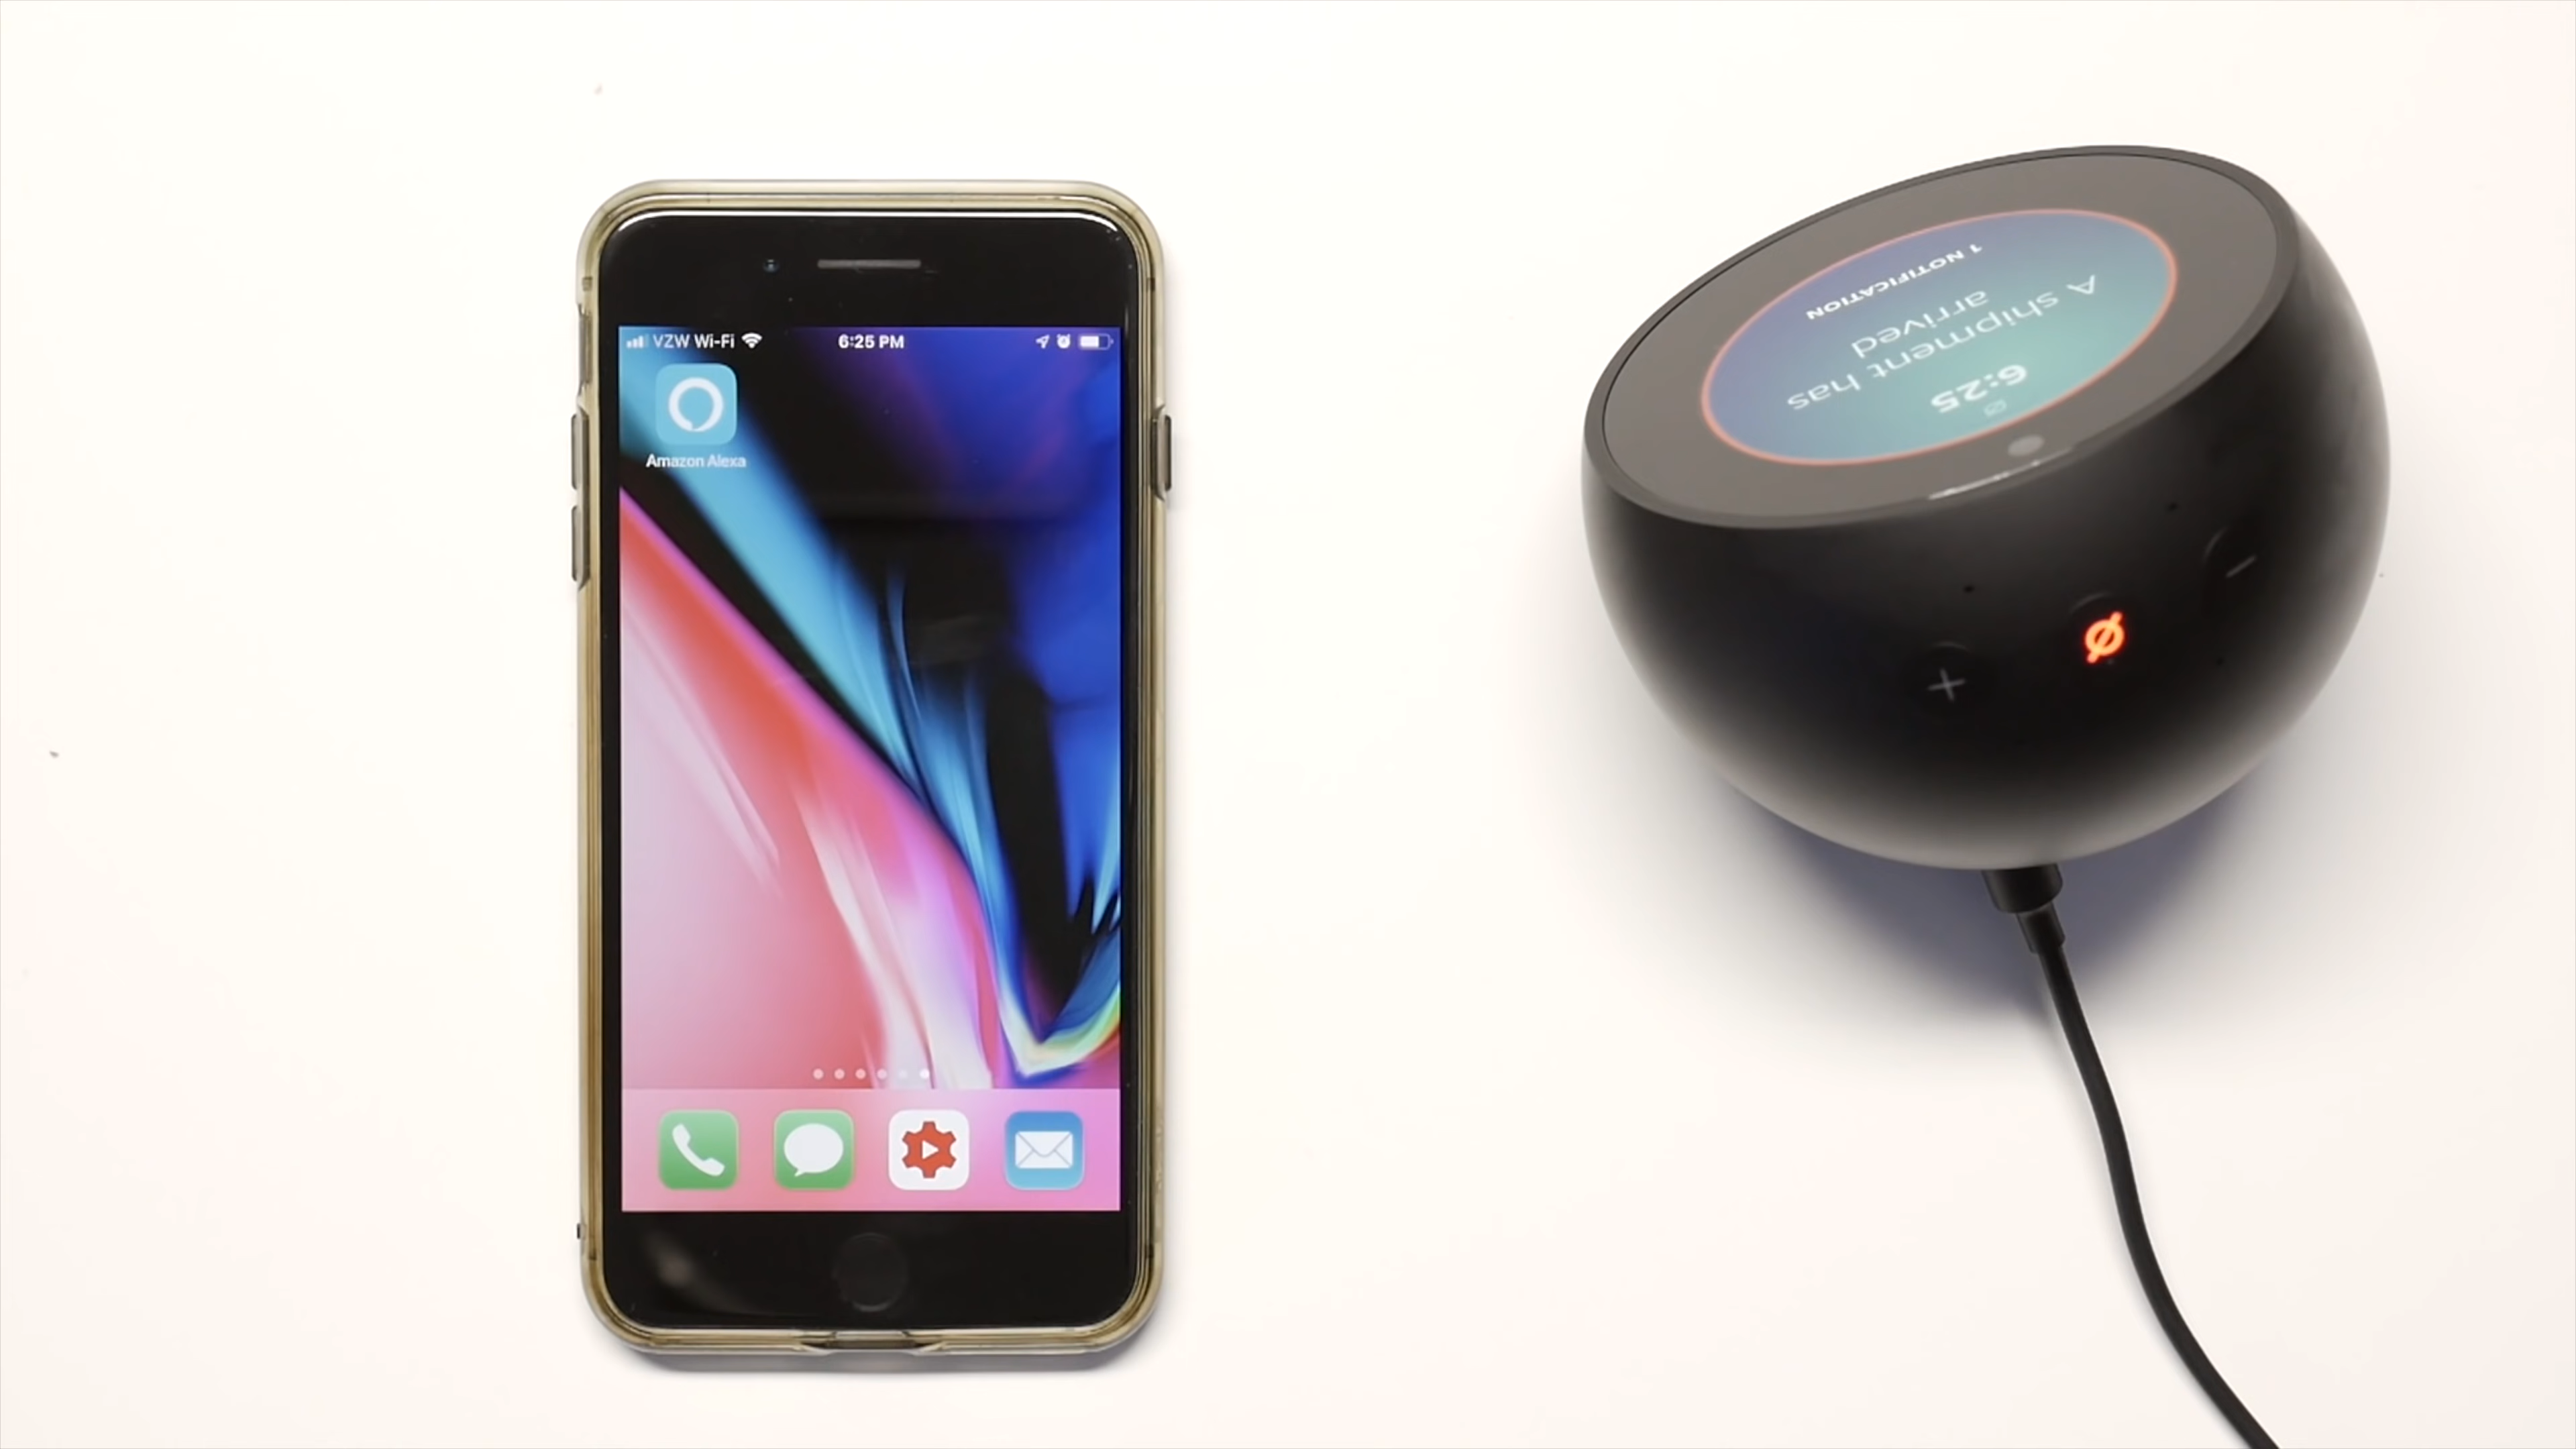 VZW Wi-Fi 6:25 PM
Amazon Alexa
6:25
A shipment has
arrived
1 NOTIFICATION